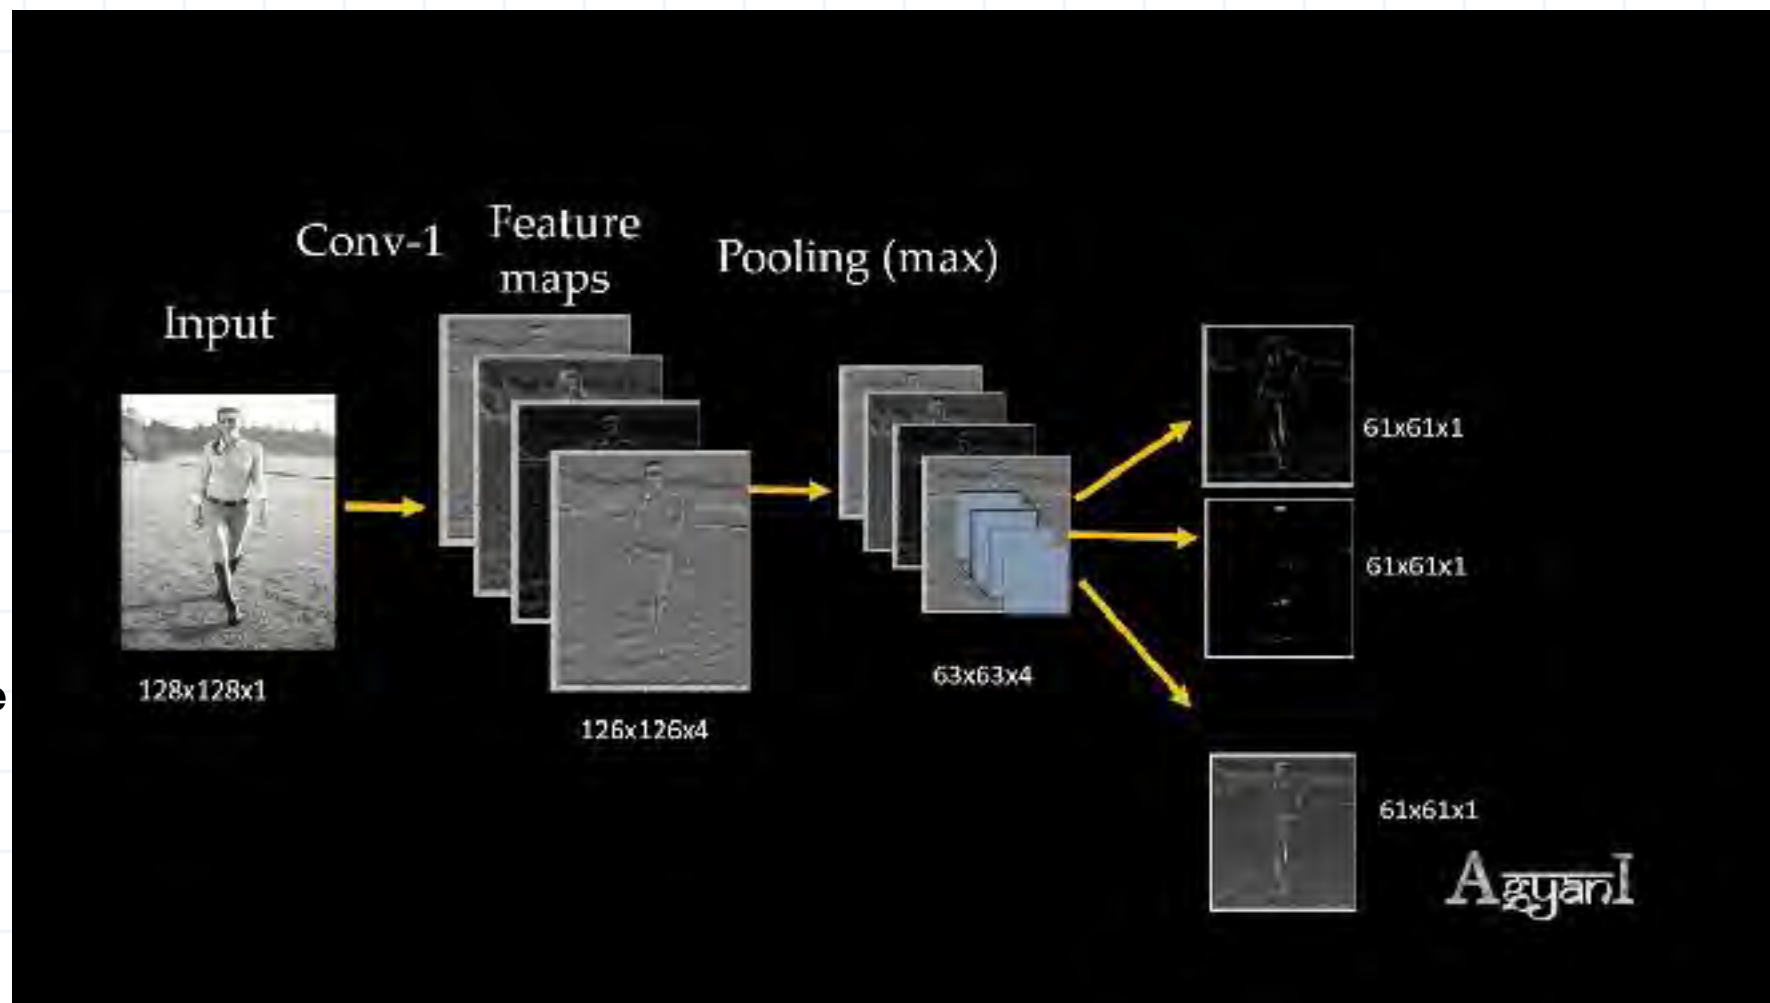 Input
Conv-1
Feature
maps
Pooling (max)
128x128x1
126x126x4
63x63x4
61x61x1
61x61x1
61x61x1
AgyanI
e